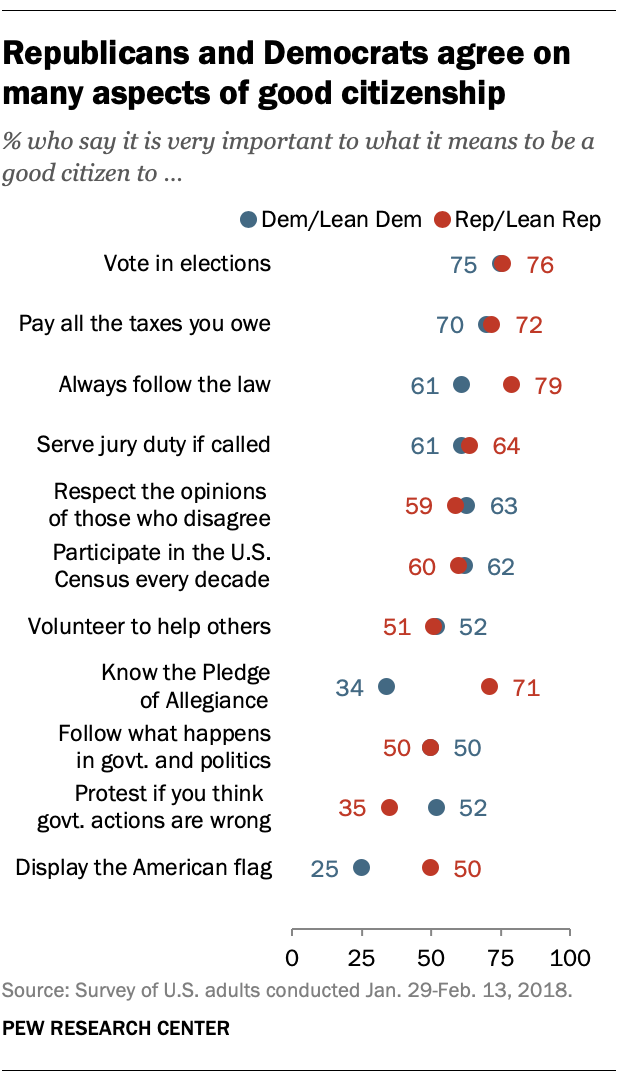 Republicans and Democrats agree on
many aspects of good citizenship
% who say it is very important to what it means to be a
good citizen to ...
Dem/Lean Dem Rep/Lean Rep
Vote in elections 75 76
Pay all the taxes you owe 70 72
Always follow the law 61 79
Serve jury duty if called 61 64
Respect the opinions
of those who disagree 59 63
Participate in the U.S.
Census every decade 60 62
Volunteer to help others 51 52
Know the Pledge
of Allegiance 34 71
Follow what happens
in govt. and politics 50 50
Protest if you think
govt. actions are wrong 35 52
Display the American flag 25 50
0 25 50 75 100
Source: Survey of U.S. adults conducted Jan. 29-Feb. 13, 2018.
PEW RESEARCH CENTER